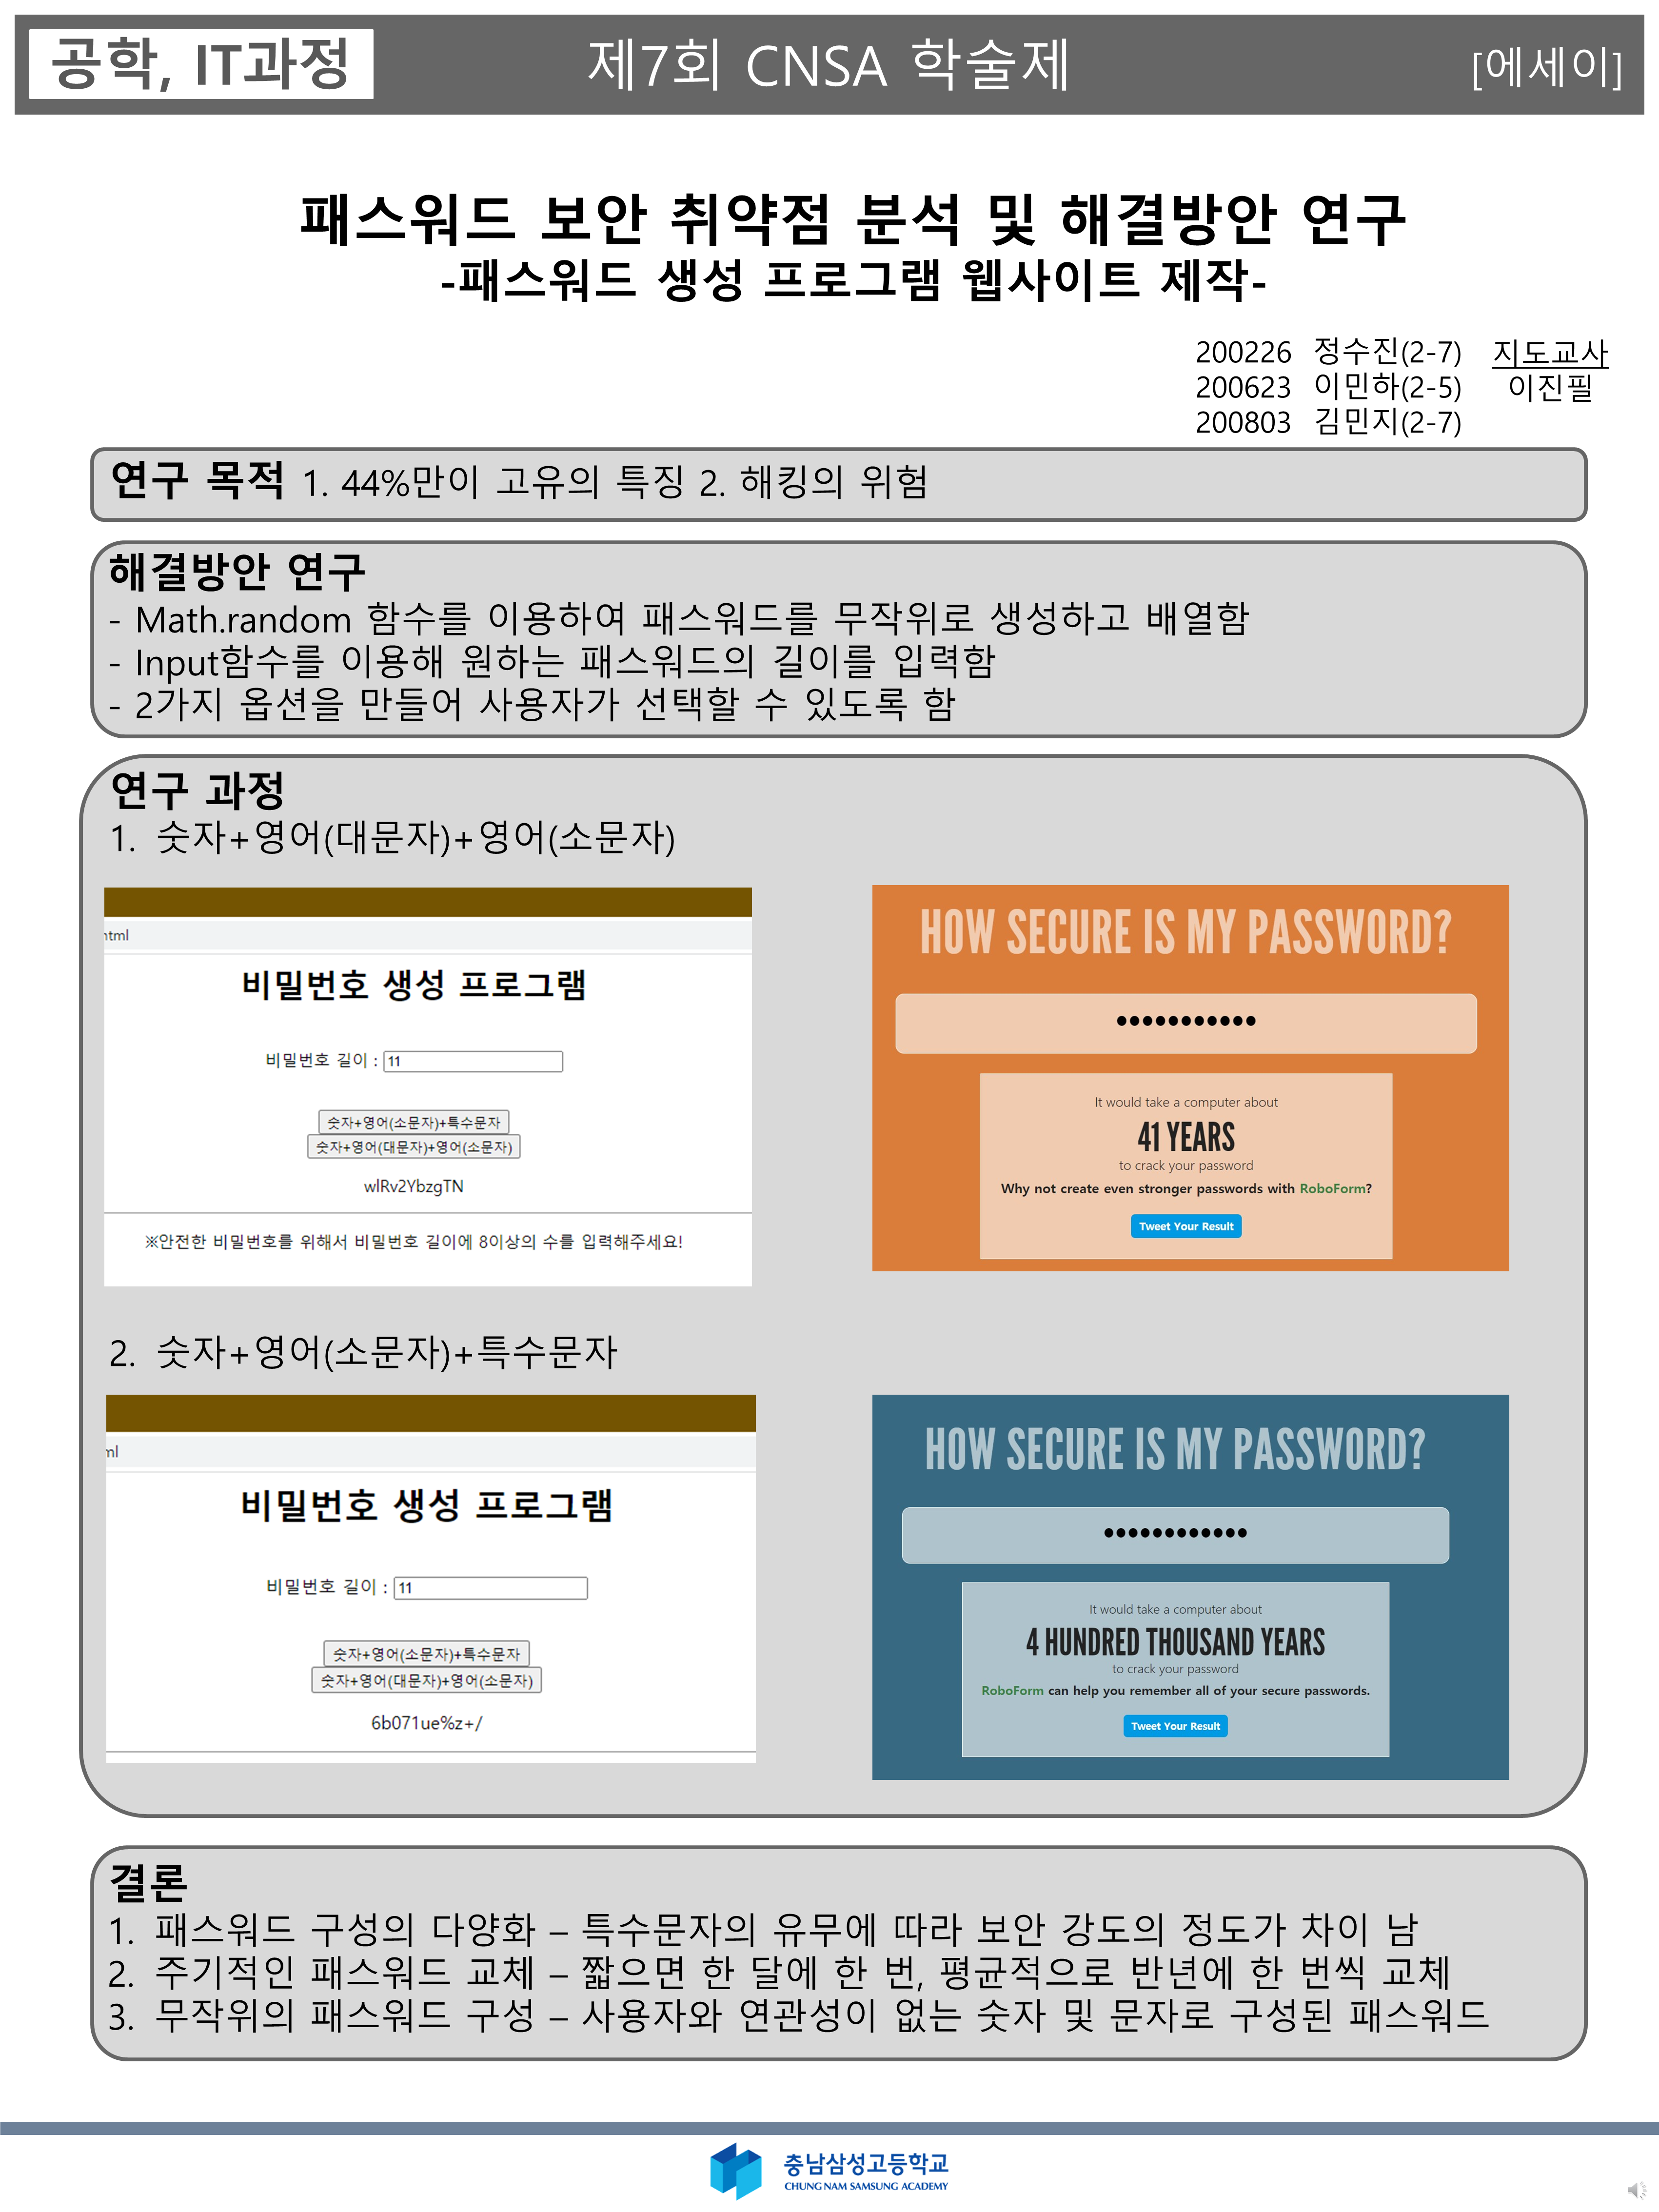 공학, IT과정
제7회 CNSA 학술제
[에세이]
패스워드 보안 취약점 분석 및 해결방안 연구
-패스워드 생성 프로그램 웹사이트 제작-
200226 정수진(2-7) 지도교사
200623 이민하(2-5) 이진필
200803 김민지(2-7)
연구 목적 1. 44%만이 고유의 특징 2. 해킹의 위험
해결방안 연구
- Math.random 함수를 이용하여 패스워드를 무작위로 생성하고 배열함
- Input함수를 이용해 원하는 패스워드의 길이를 입력함
- 2가지 옵션을 만들어 사용자가 선택할 수 있도록 함
연구 과정
1. 숫자+영어(대문자)+영어(소문자)
html
비밀번호 생성 프로그램
비밀번호 길이 : 11
숫자+영어(소문자)+특수문자
숫자+영어(대문자)+영어(소문자)
wlRv2YbzgTN
※안전한 비밀번호를 위해서 비밀번호 길이에 8이상의 수를 입력해주세요!
HOW SECURE IS MY PASSWORD?
•••••••••••
It would take a computer about
41 YEARS
to crack your password
Why not create even stronger passwords with RoboForm?
Tweet Your Result
2. 숫자+영어(소문자)+특수문자
ml
비밀번호 생성 프로그램
비밀번호 길이 : 11
숫자+영어(소문자)+특수문자
숫자+영어(대문자)+영어(소문자)
6b071ue%z+/
HOW SECURE IS MY PASSWORD?
••••••••••••
It would take a computer about
4 HUNDRED THOUSAND YEARS
to crack your password
RoboForm can help you remember all of your secure passwords.
Tweet Your Result
결론
1. 패스워드 구성의 다양화 – 특수문자의 유무에 따라 보안 강도의 정도가 차이 남
2. 주기적인 패스워드 교체 – 짧으면 한 달에 한 번, 평균적으로 반년에 한 번씩 교체
3. 무작위의 패스워드 구성 – 사용자와 연관성이 없는 숫자 및 문자로 구성된 패스워드
충남삼성고등학교
CHUNG NAM SAMSUNG ACADEMY